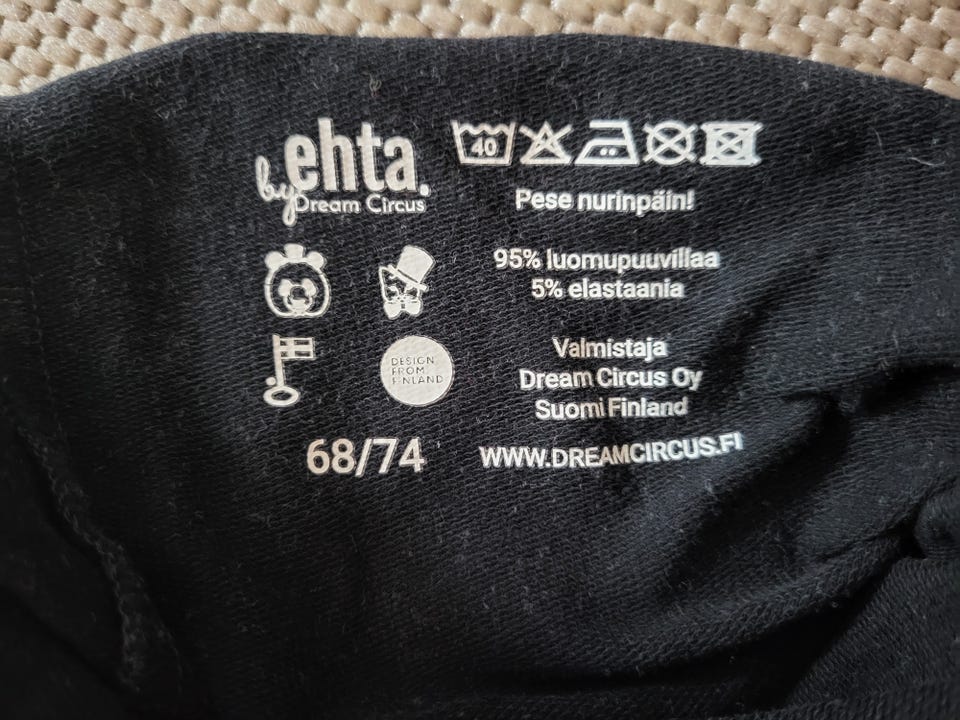 ehta.
by Dream Circus
40
Pese nurinpäin!
95% luomupuuvillaa
5% elastaania
DESIGN
FROM
FINLAND
Valmistaja
Dream Circus Oy
Suomi Finland
68/74
WWW.DREAMCIRCUS.FI